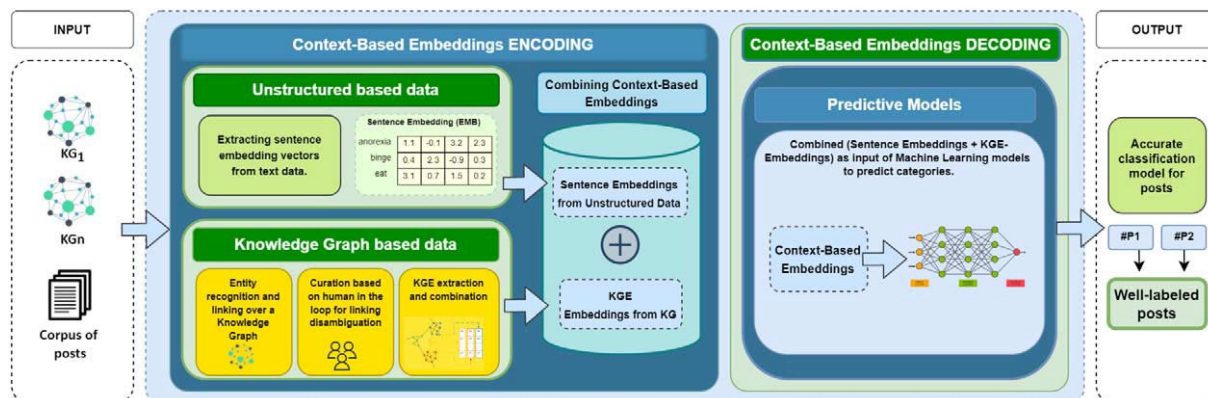 INPUT
KG1
KGn
Corpus of
posts
Context-Based Embeddings ENCODING
Unstructured based data
Extracting sentence
embedding vectors
from text data.
Sentence Embedding (EMB)
anorexia 1.1 -0.1 3.2 2.3
binge 0.4 2.3 -0.9 0.3
eat 3.1 0.7 1.5 0.2
Knowledge Graph based data
Entity
recognition and
linking over a
Knowledge
Graph
Curation based
on human in the
loop for linking
disambiguation
KGE extraction
and combination
Combining Context-Based
Embeddings
Sentence Embeddings
from Unstructured Data
KGE
Embeddings from KG
Context-Based Embeddings DECODING
Predictive Models
Combined (Sentence Embeddings + KGE-
Embeddings) as input of Machine Learning models
to predict categories.
Context-Based
Embeddings
OUTPUT
Accurate
classification
model for
posts
#P1
#P2
Well-labeled
posts